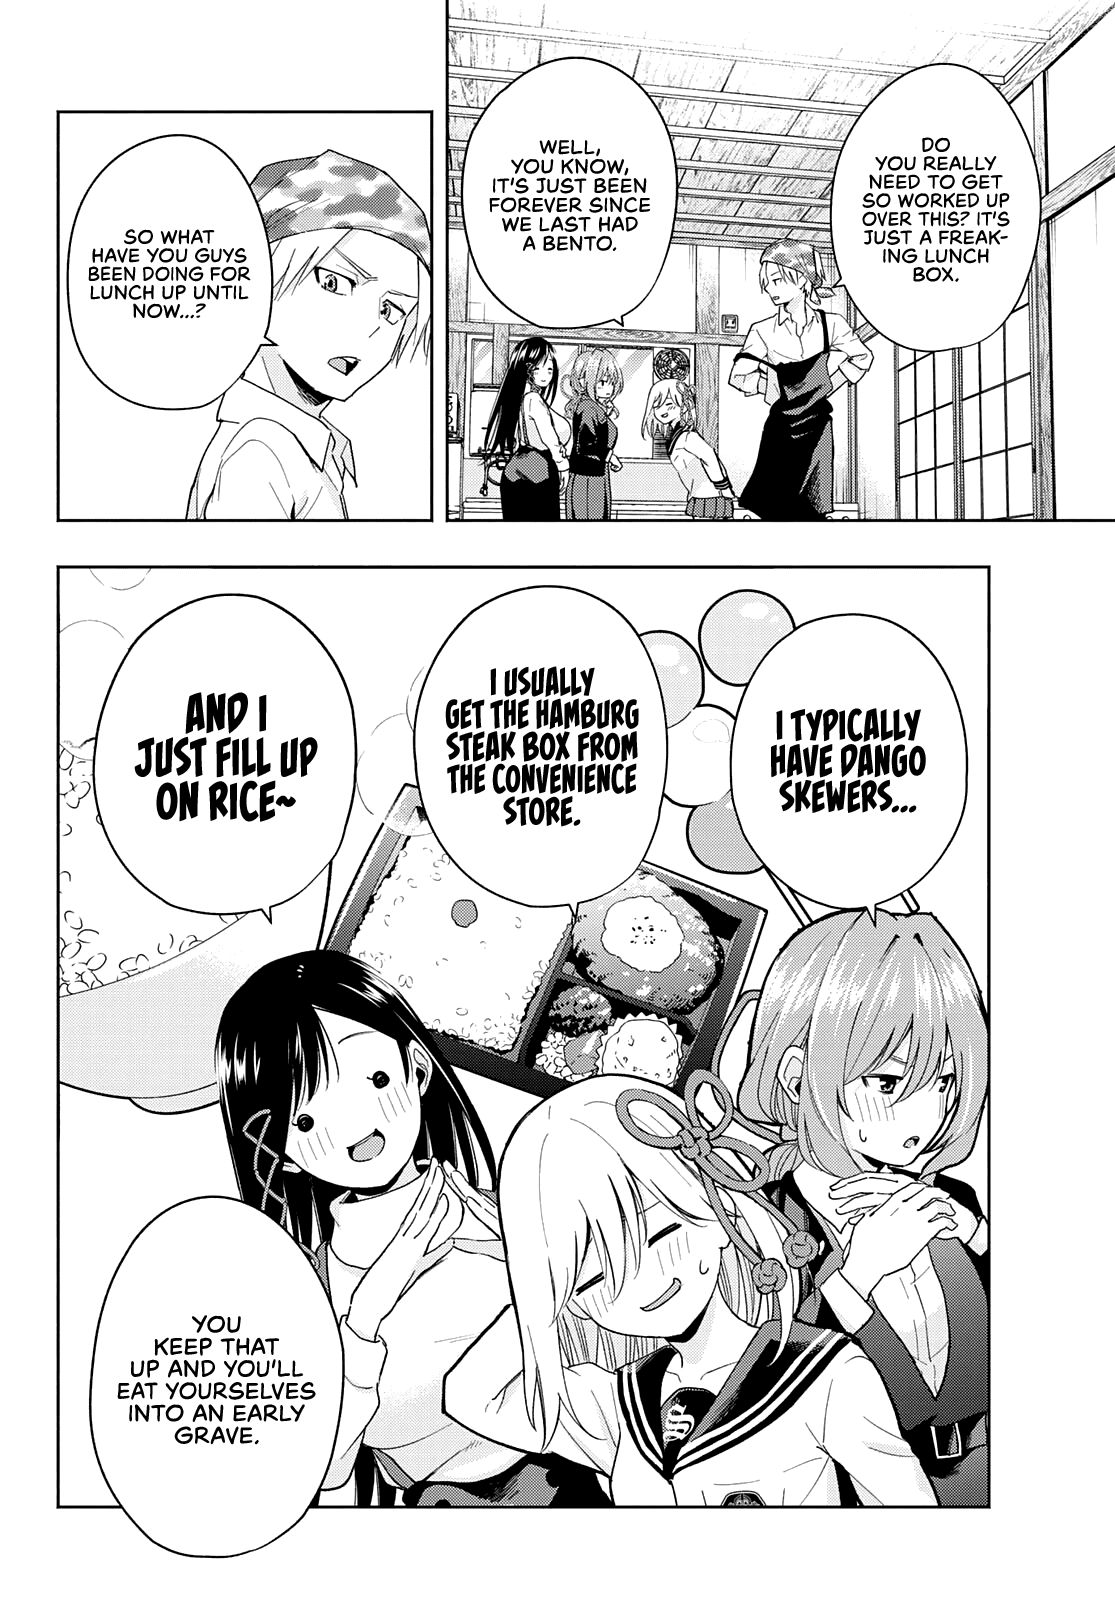 DO
YOU REALLY
NEED TO GET
SO WORKED UP
OVER THIS? IT'S
JUST A FREAK-
ING LUNCH
BOX.
WELL,
YOU KNOW,
IT'S JUST BEEN
FOREVER SINCE
WE LAST HAD
A BENTO.
SO WHAT
HAVE YOU GUYS
BEEN DOING FOR
LUNCH UP UNTIL
NOW...?
I TYPICALLY
HAVE DANGO
SKEWERS...
I USUALLY
GET THE HAMBURG
STEAK BOX FROM
THE CONVENIENCE
STORE.
AND I
JUST FILL UP
ON RICE~
YOU
KEEP THAT
UP AND YOU'LL
EAT YOURSELVES
INTO AN EARLY
GRAVE.